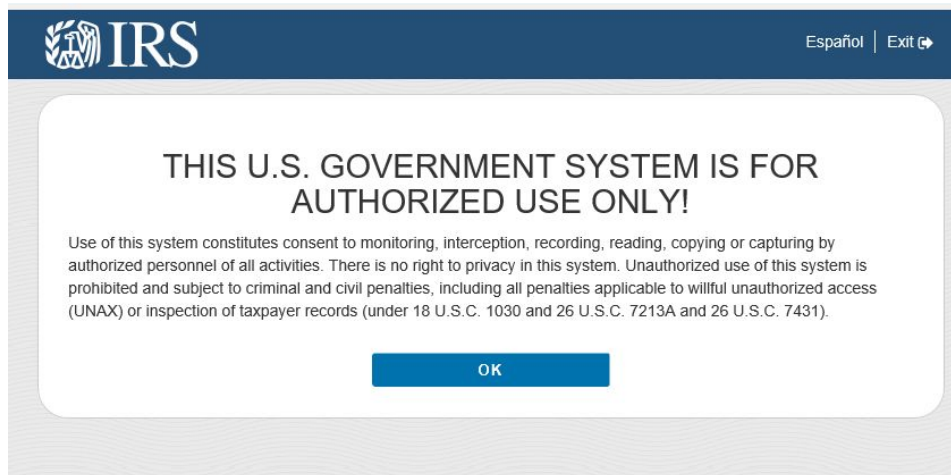 IRS
Español | Exit
THIS U.S. GOVERNMENT SYSTEM IS FOR
AUTHORIZED USE ONLY!
Use of this system constitutes consent to monitoring, interception, recording, reading, copying or capturing by
authorized personnel of all activities. There is no right to privacy in this system. Unauthorized use of this system is
prohibited and subject to criminal and civil penalties, including all penalties applicable to willful unauthorized access
(UNAX) or inspection of taxpayer records (under 18 U.S.C. 1030 and 26 U.S.C. 7213A and 26 U.S.C. 7431).
OK